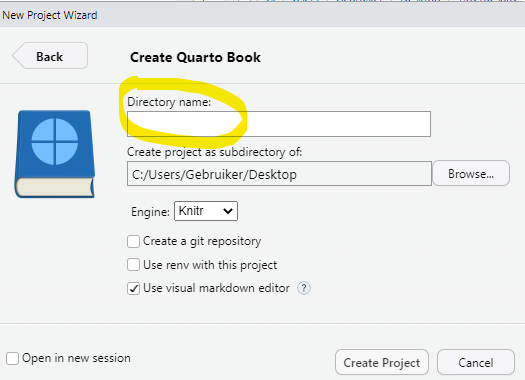 New Project Wizard
Back
Create Quarto Book
Directory name:
Create project as subdirectory of:
C:/Users/Gebruiker/Desktop
Browse...
Engine: Knitr
Create a git repository
Use renv with this project
Use visual markdown editor ?
Open in new session
Create Project
Cancel